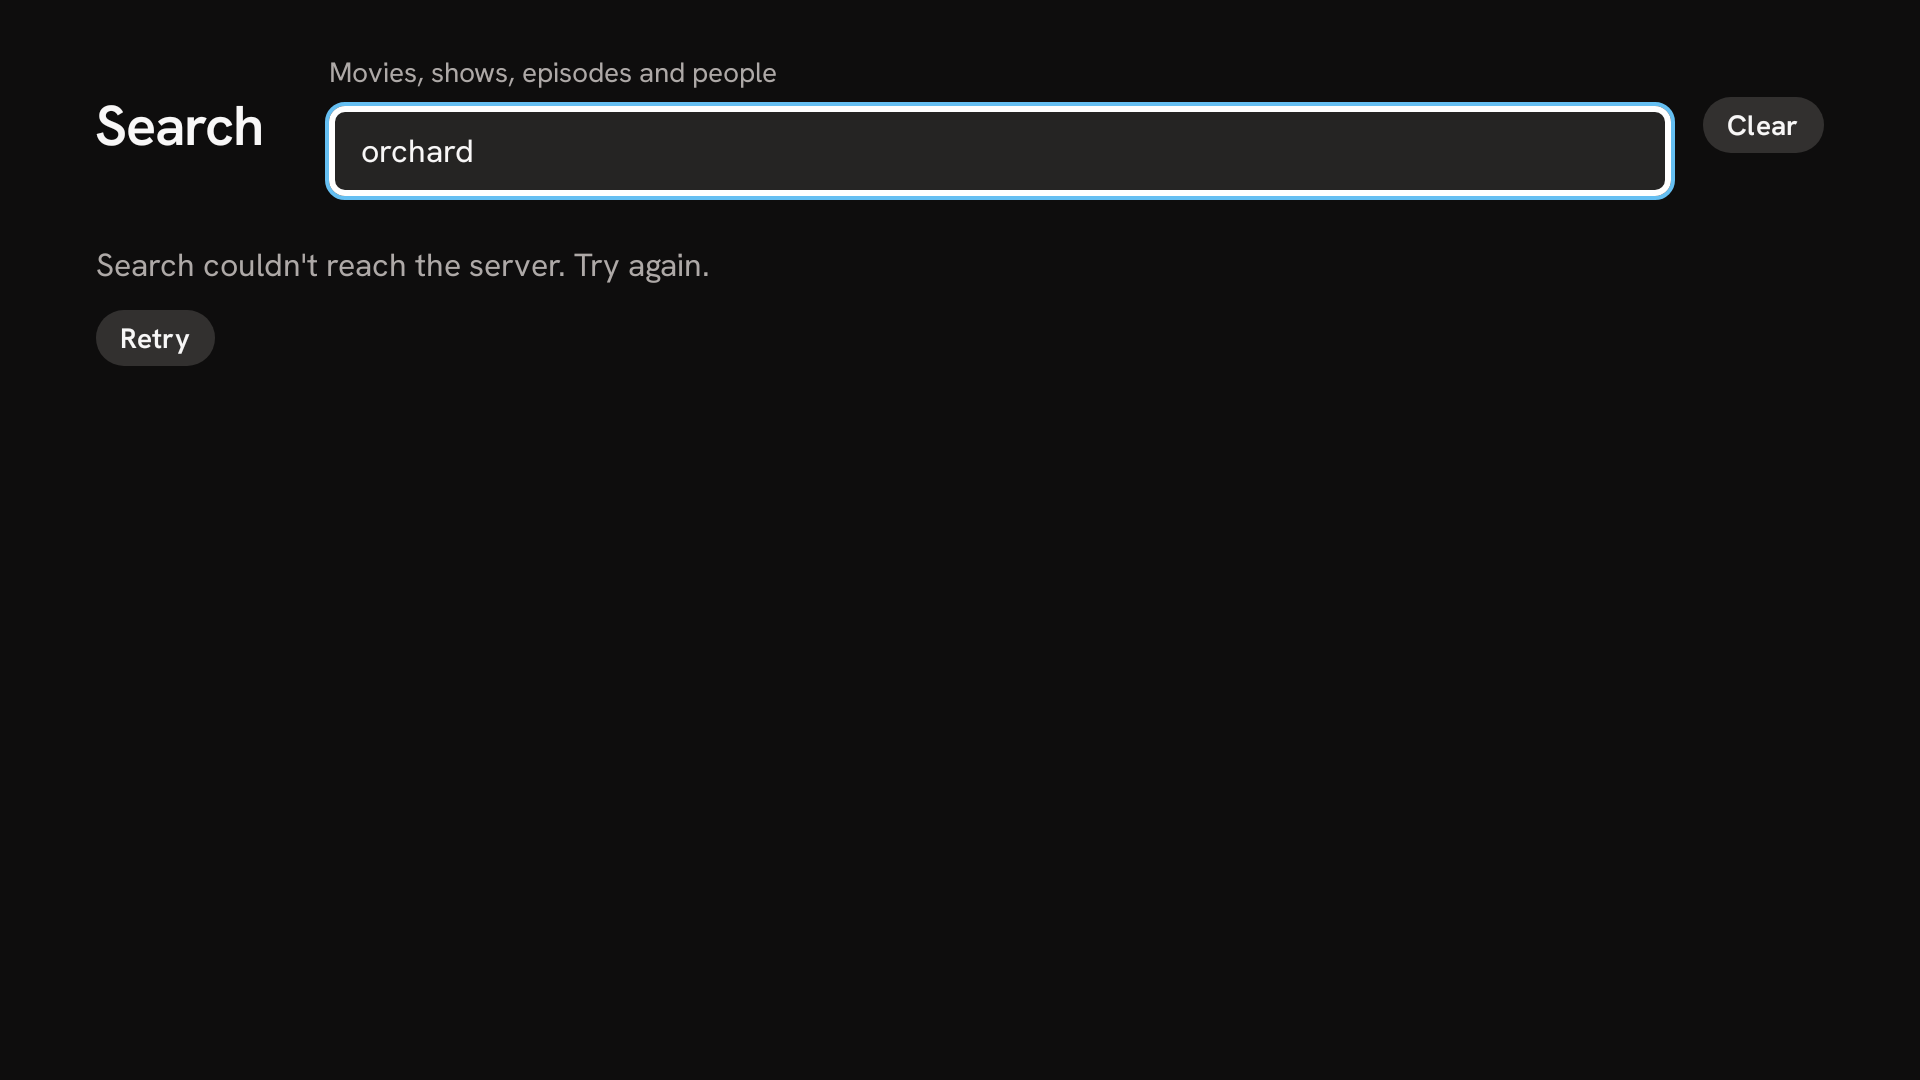 Movies, shows, episodes and people
Search
orchard
Clear
Search couldn't reach the server. Try again.
Retry